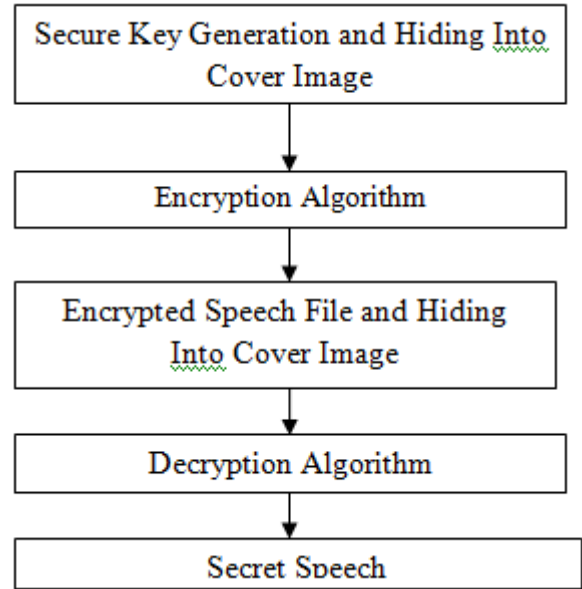 Secure Key Generation and Hiding Into
Cover Image
Encryption Algorithm
Encrypted Speech File and Hiding
Into Cover Image
Decryption Algorithm
Secret Speech